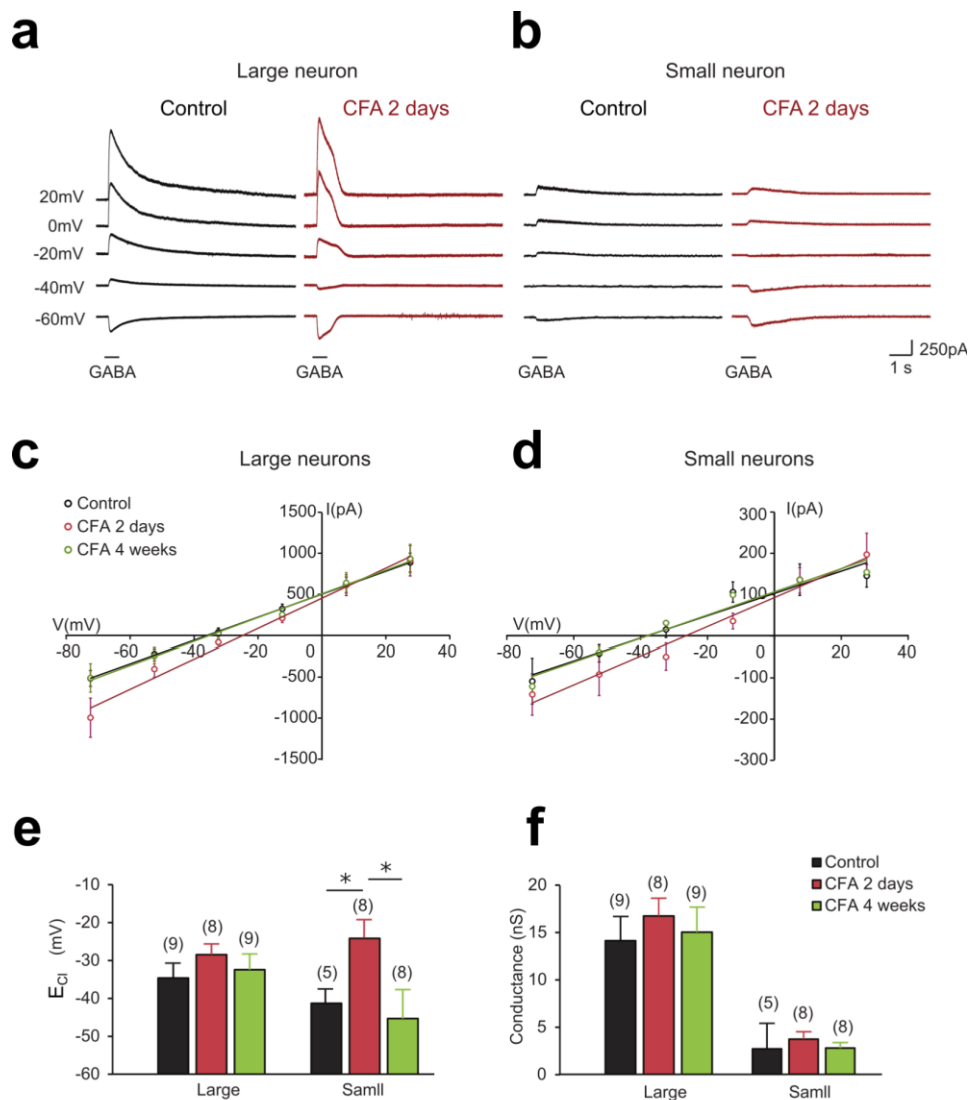 a
b
Large neuron
Small neuron
Control
CFA 2 days
CFA 2 days
20mV
0mV
-20mV
-40mV
-60mV
GABA
GABA
GABA
GABA
250pA
1 s
c
Large neurons
d
Small neurons
Control
CFA 2 days
CFA 4 weeks
1500
I(pA)
1000
500
V(mV)
-80
-60
-40
-20
0
20
40
-500
-1000
-1500
I(pA)
300
200
100
V(mV)
-80
-60
-40
-20
0
20
40
-100
-200
-300
e
-10
-20
-30
-40
-50
-60
ECl (mV)
(9)
(8)
(9)
*
*
(5)
(8)
(8)
Large
Samll
f
Control
CFA 2 days
CFA 4 weeks
20
15
10
5
0
Conductance (nS)
(9)
(8)
(9)
(5)
(8)
(8)
Large
Samll